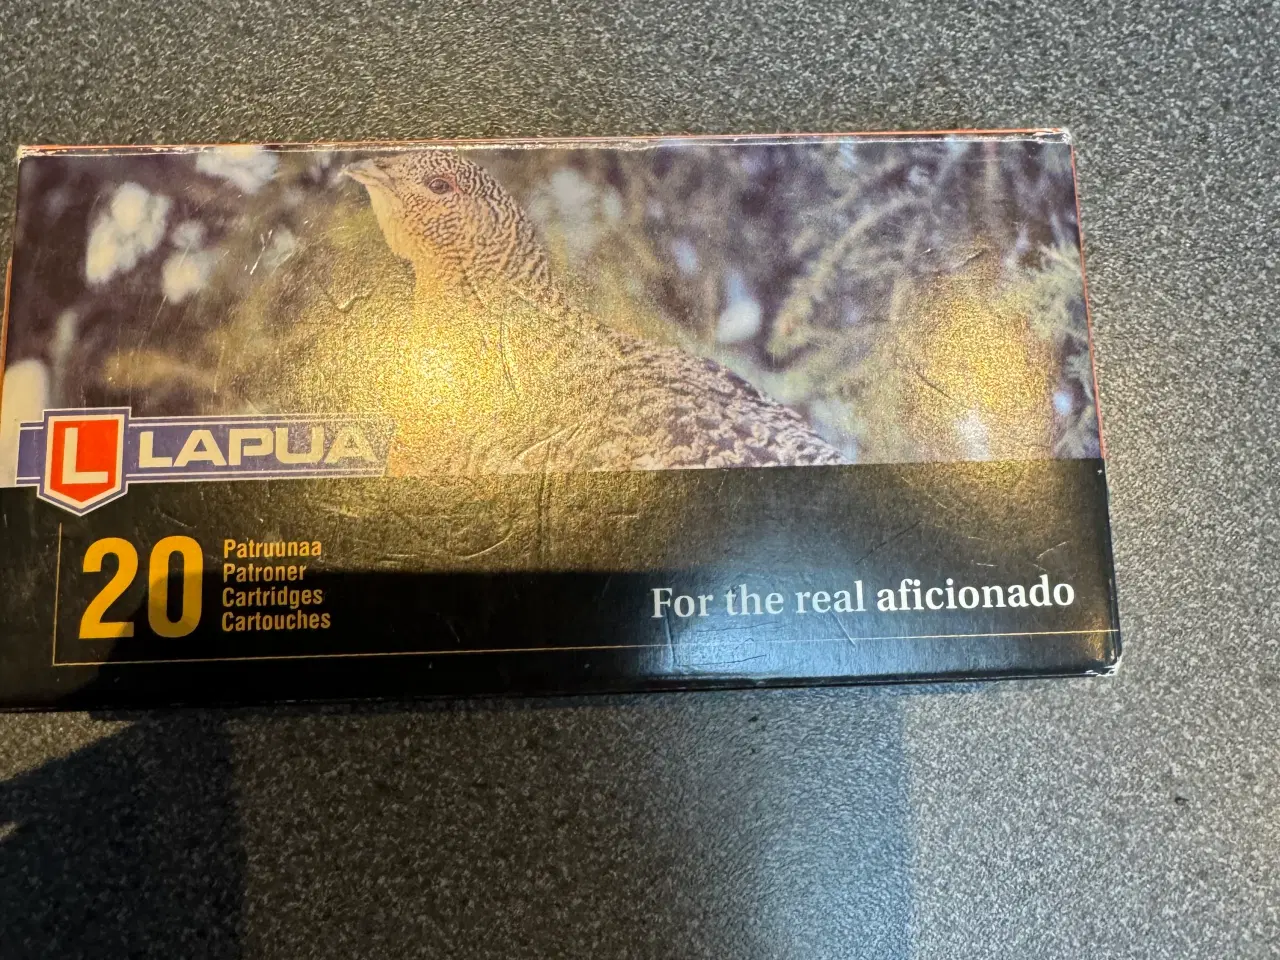 L LAPUA
20
Patruunaa
Patroner
Cartridges
Cartouches
For the real aficionado